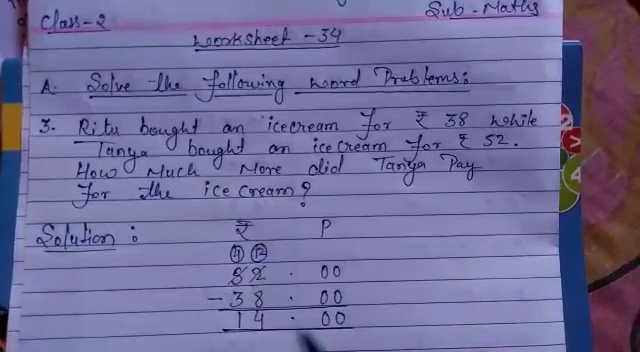 Class-2
Sub-Maths
Worksheet - 34
A. Solve the following word Problems:
3. Ritu bought an icecream for ₹ 38 while
Tanya bought an ice cream for ₹ 52.
How Much More did Tanya Pay
for the ice cream?
Solution:
₹ P
4 12
52 . 00
- 38 . 00
14 . 00